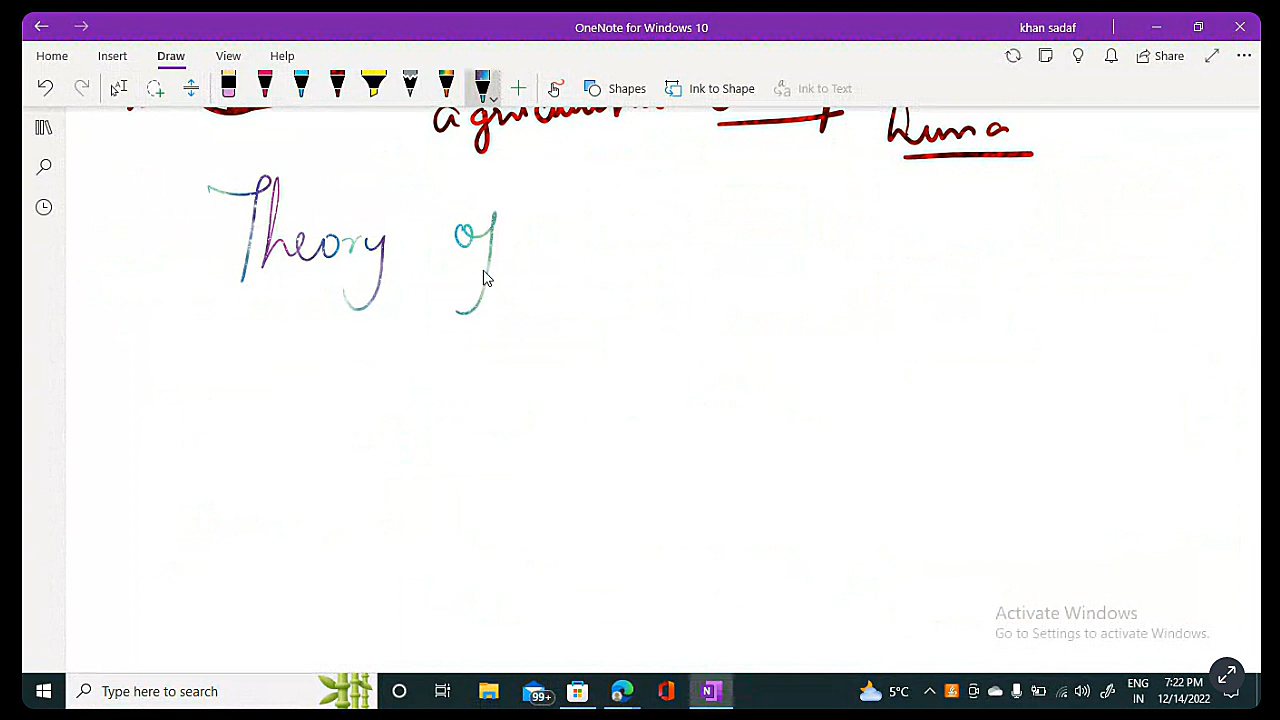 OneNote for Windows 10
khan sadaf
Home Insert Draw View Help
Share
Shapes Ink to Shape Ink to Text
Theory of
Activate Windows
Go to Settings to activate Windows.
Type here to search
99+
5°C
ENG
IN
7:22 PM
12/14/2022